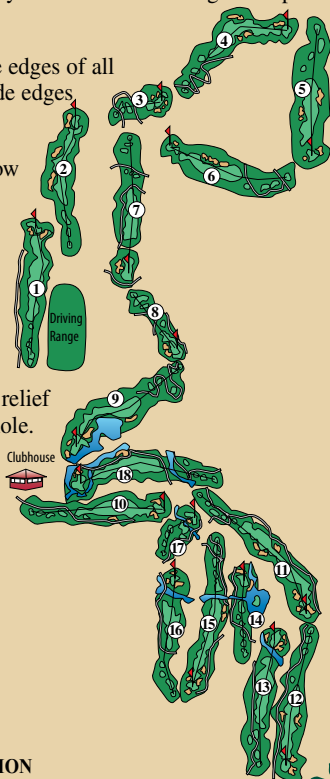 e edges of all
de edges
ow
4
5
3
2
6
7
1
Driving
Range
8
relief
ole.
9
Clubhouse
18
10
17
11
16
15
14
13
12
ION